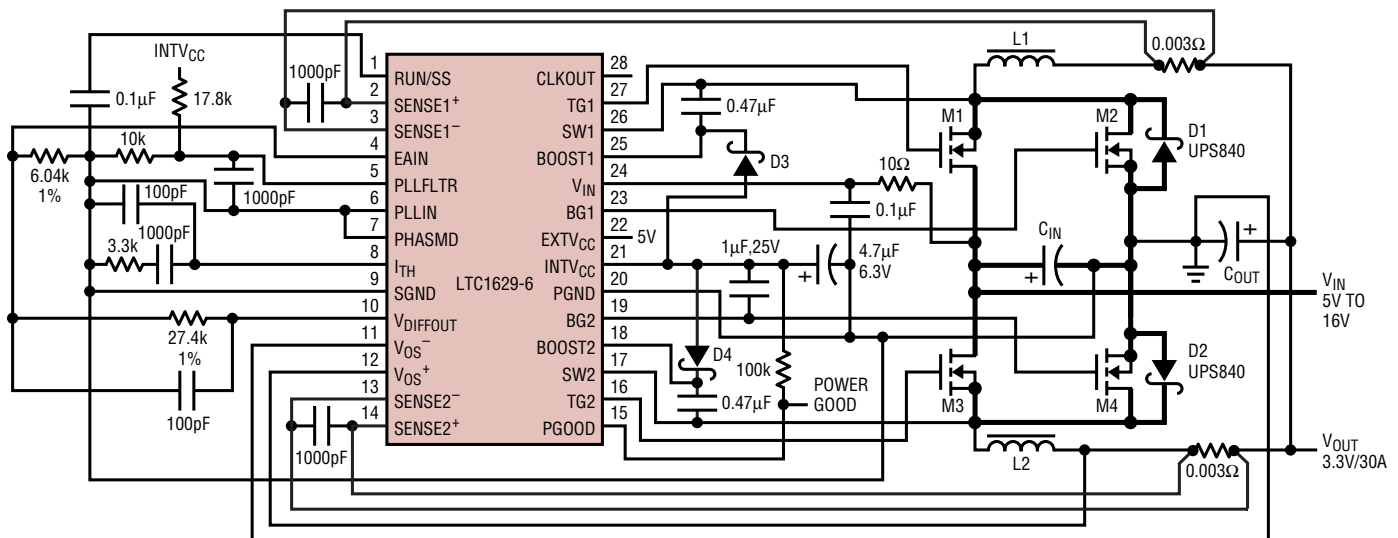 INTVCC
0.1µF
17.8k
10k
6.04k
1%
1000pF
100pF
1000pF
3.3k
27.4k
1%
100pF
1000pF
1000pF
LTC1629-6
1 RUN/SS
2 SENSE1+
3 SENSE1–
4 EAIN
5 PLLFLTR
6 PLLIN
7 PHASMD
8 ITH
9 SGND
10 VDIFFOUT
11 VOS–
12 VOS+
13 SENSE2–
14 SENSE2+
28 CLKOUT
27 TG1
26 SW1
25 BOOST1
24 VIN
23 BG1
22 EXTVCC
21 INTVCC
20 PGND
19 BG2
18 BOOST2
17 SW2
16 TG2
15 PGOOD
0.47µF
D3
10Ω
0.1µF
5V
1µF,25V
4.7µF
6.3V
+
D4
0.47µF
100k
POWER
GOOD
L1
0.003Ω
M1
M2
D1
UPS840
CIN
+
COUT
+
VIN
5V TO
16V
M3
M4
D2
UPS840
L2
0.003Ω
VOUT
3.3V/30A